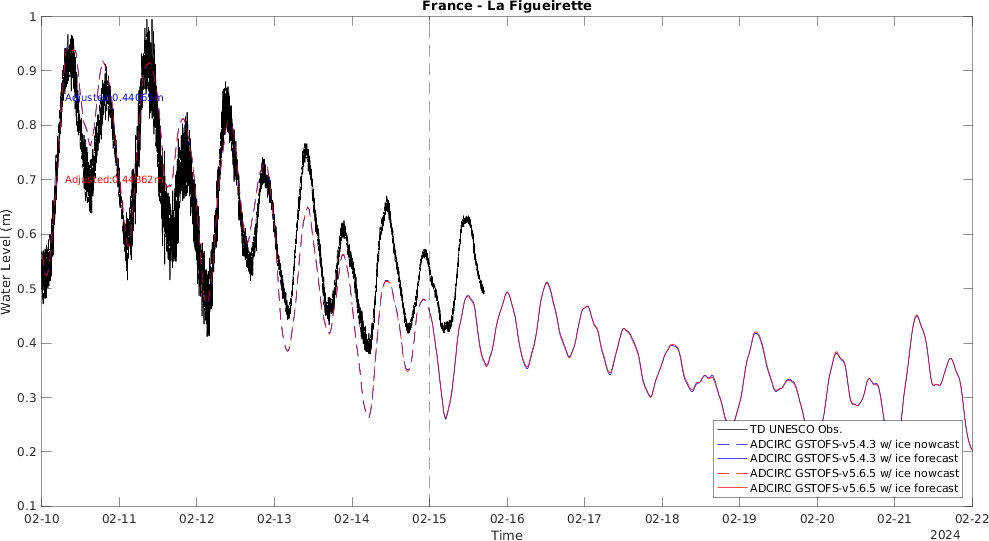 France - La Figueirette
Water Level (m)
1
0.9
0.8
0.7
0.6
0.5
0.4
0.3
0.2
0.1
Adjusted:0.44065m
Adjusted:0.44362m
TD UNESCO Obs.
ADCIRC GSTOFS-v5.4.3 w/ ice nowcast
ADCIRC GSTOFS-v5.4.3 w/ ice forecast
ADCIRC GSTOFS-v5.6.5 w/ ice nowcast
ADCIRC GSTOFS-v5.6.5 w/ ice forecast
02-10 02-11 02-12 02-13 02-14 02-15 02-16 02-17 02-18 02-19 02-20 02-21 02-22
Time
2024